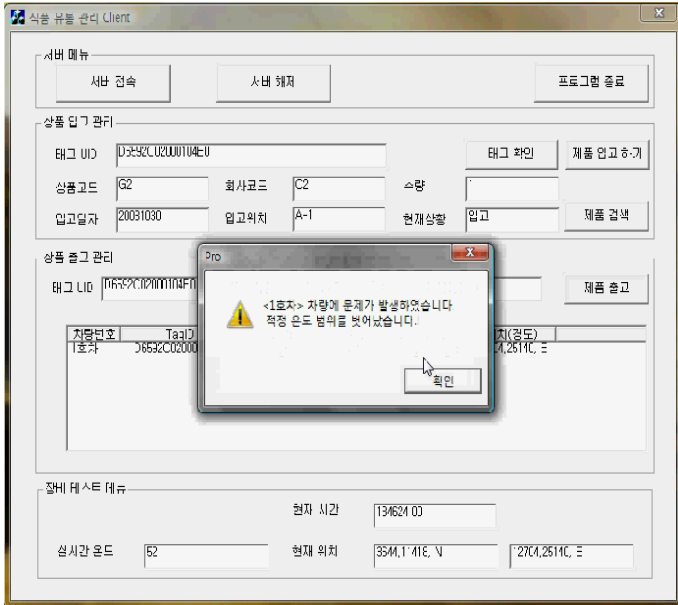 식품 유통 관리 Client
서버 메뉴
서버 접속
서버 해제
프로그램 종료
상품 입고 관리
태그 UID
태그 확인
제품 입고 하기
상품코드
G2
회사코드
C2
수량
입고일자
20031030
입고위치
A-1
현재상황
입고
제품 검색
상품 출고 관리
태그 UID
제품 출고
차량번호
TagID
치(경도)
1호차
Pro
<1호차> 차량에 문제가 발생하였습니다
적정 온도 범위를 벗어났습니다.
확인
장비 테스트 메뉴
현재 시간
134624.00
실시간 온도
52
현재 위치